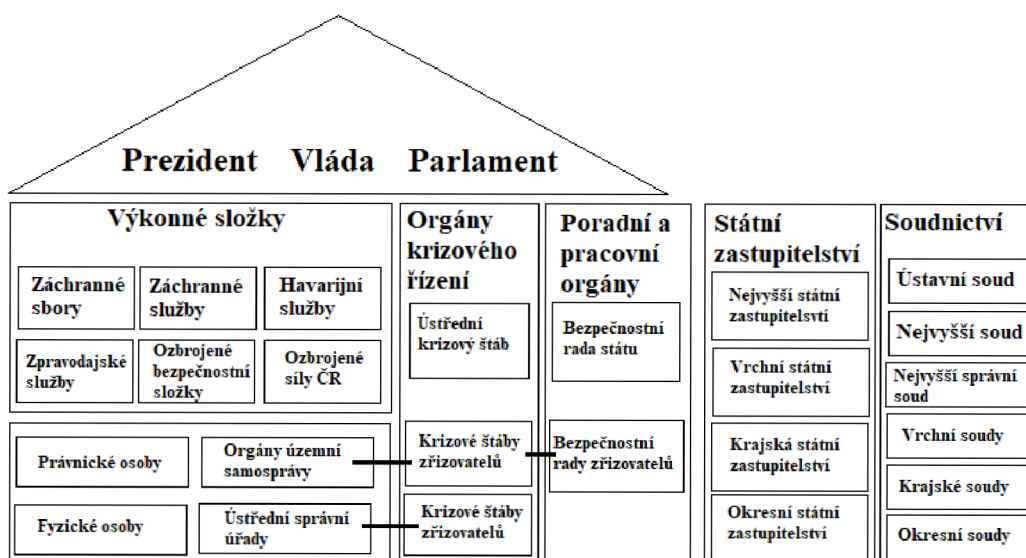 Prezident Vláda Parlament
Výkonné složky
Záchranné
sbory
Záchranné
služby
Havarijní
služby
Zpravodajské
služby
Ozbrojené
bezpečnostní
složky
Ozbrojené
síly ČR
Právnické osoby
Orgány územní
samosprávy
Fyzické osoby
Ústřední správní
úřady
Orgány
krizového
řízení
Ústřední
krizový štáb
Krizové štáby
zřizovatelů
Krizové štáby
zřizovatelů
Poradní a
pracovní
orgány
Bezpečnostní
rada státu
Bezpečnostní
rady zřizovatelů
Státní
zastupitelství
Nejvyšší státní
zastupitelsvtí
Vrchní státní
zastupitelství
Krajská státní
zastupitelství
Okresní státní
zastupitelství
Soudnictví
Ústavní soud
Nejvyšší soud
Nejvyšší správní
soud
Vrchní soudy
Krajské soudy
Okresní soudy